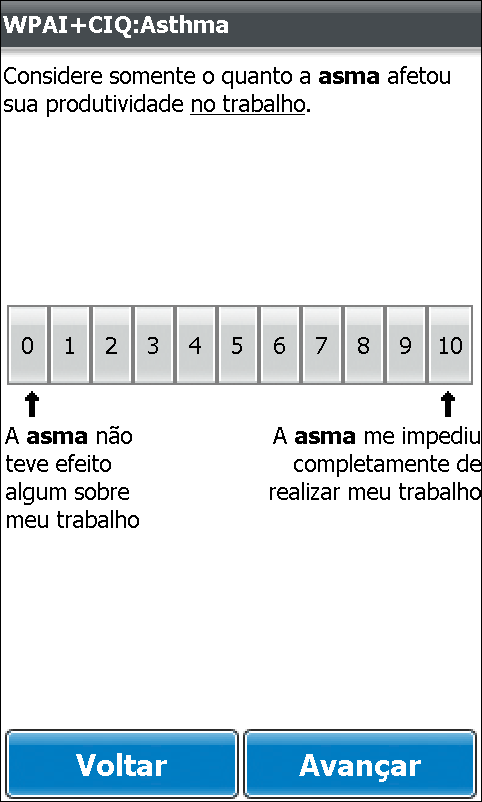 WPAI+CIQ:Asthma
Considere somente o quanto a asma afetou
sua produtividade no trabalho.
0 1 2 3 4 5 6 7 8 9 10
A asma não
teve efeito
algum sobre
meu trabalho
A asma me impediu
completamente de
realizar meu trabalho
Voltar
Avançar